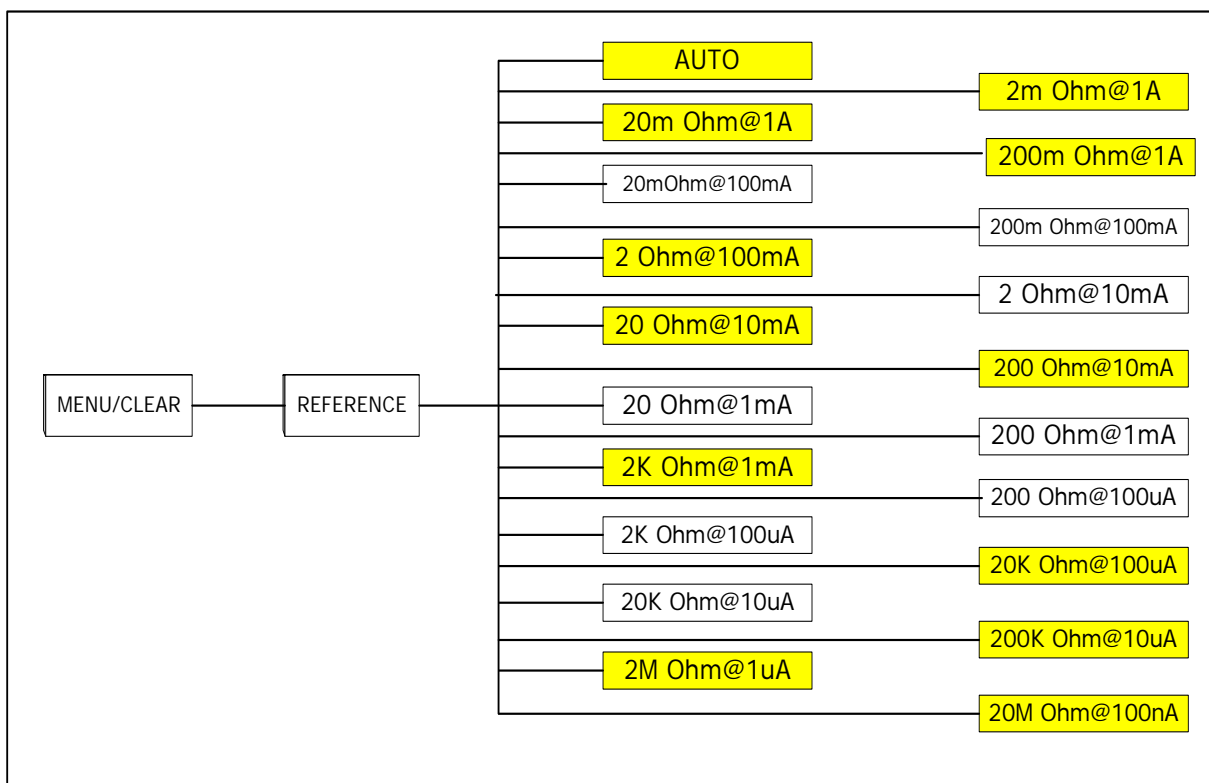 AUTO
2m Ohm@1A
20m Ohm@1A
200m Ohm@1A
20mOhm@100mA
200m Ohm@100mA
2 Ohm@100mA
2 Ohm@10mA
20 Ohm@10mA
200 Ohm@10mA
MENU/CLEAR
REFERENCE
20 Ohm@1mA
200 Ohm@1mA
2K Ohm@1mA
200 Ohm@100uA
2K Ohm@100uA
20K Ohm@100uA
20K Ohm@10uA
200K Ohm@10uA
2M Ohm@1uA
20M Ohm@100nA